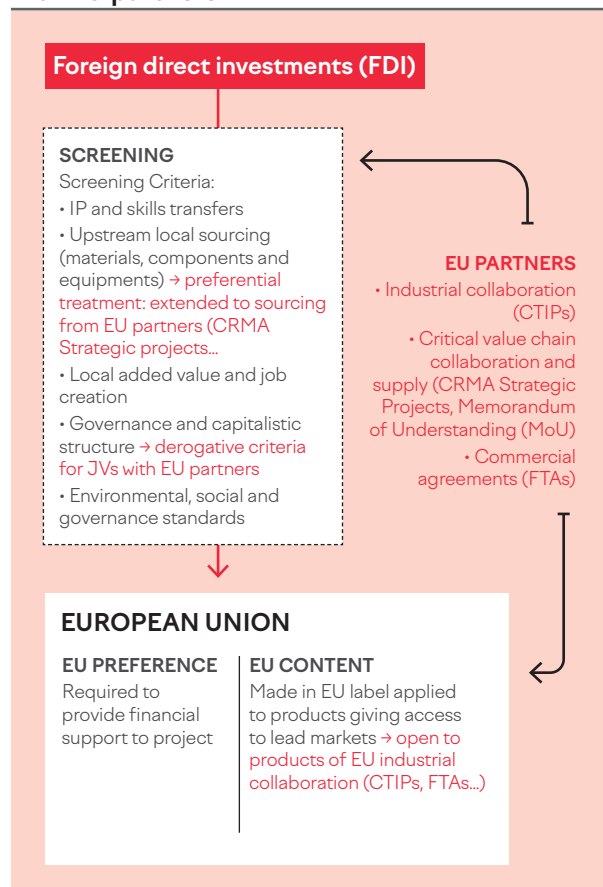 Foreign direct investments (FDI)
SCREENING
Screening Criteria:
• IP and skills transfers
• Upstream local sourcing
(materials, components and
equipments) → preferential
treatment: extended to sourcing
from EU partners (CRMA
Strategic projects...
• Local added value and job
creation
• Governance and capitalistic
structure → derogative criteria
for JVs with EU partners
• Environmental, social and
governance standards
EU PARTNERS
• Industrial collaboration
(CTIPs)
• Critical value chain
collaboration and
supply (CRMA Strategic
Projects, Memorandum
of Understanding (MoU)
• Commercial
agreements (FTAs)
EUROPEAN UNION
EU PREFERENCE
Required to
provide financial
support to project
EU CONTENT
Made in EU label applied
to products giving access
to lead markets → open to
products of EU industrial
collaboration (CTIPs, FTAs...)